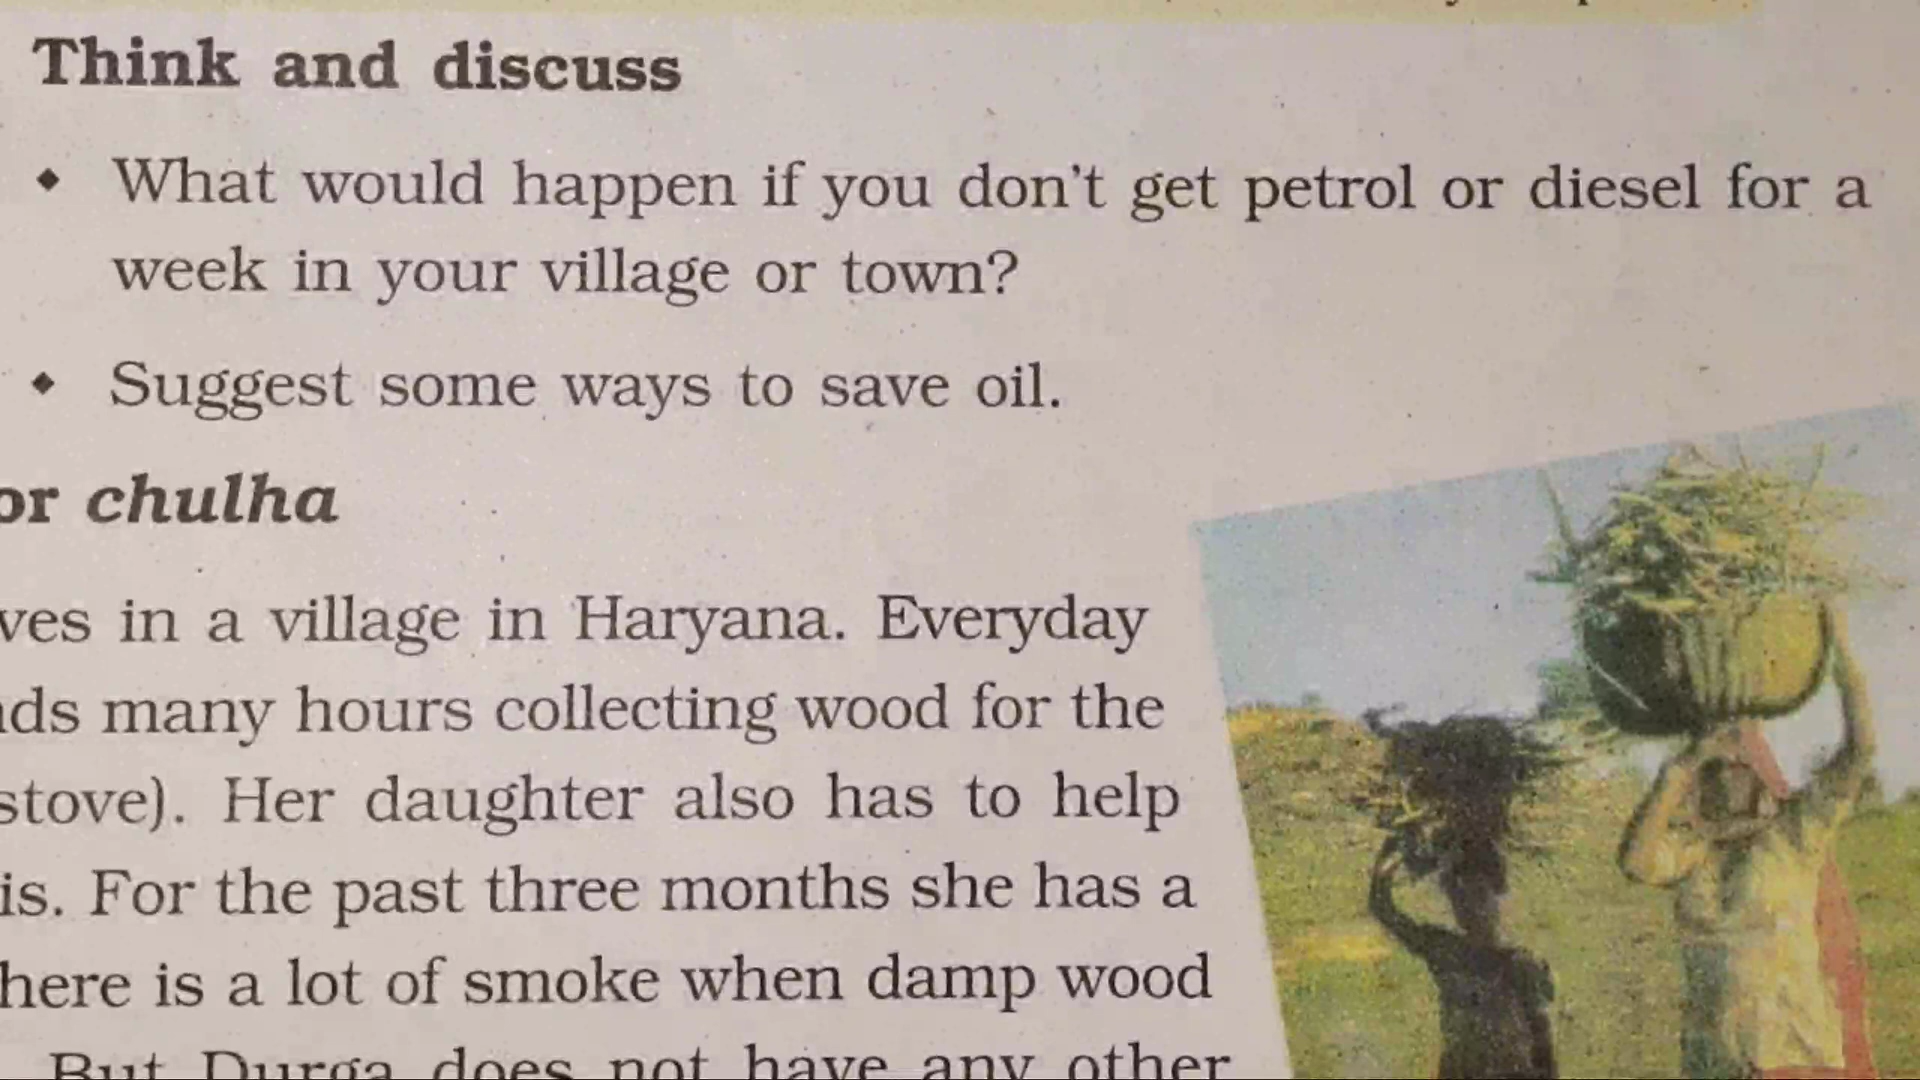 Think and discuss
◆ What would happen if you don't get petrol or diesel for a
week in your village or town?
◆ Suggest some ways to save oil.
or chulha
ves in a village in Haryana. Everyday
ds many hours collecting wood for the
stove). Her daughter also has to help
is. For the past three months she has a
here is a lot of smoke when damp wood
But Durga does not have any other